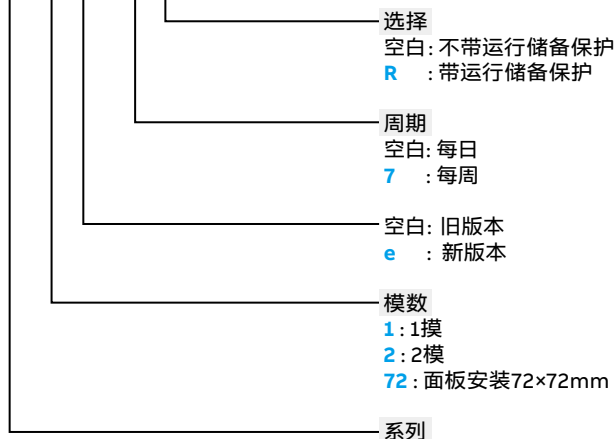 选择
空白: 不带运行储备保护
R : 带运行储备保护
周期
空白: 每日
7 : 每周
空白: 旧版本
e : 新版本
模数
1 : 1摸
2 : 2模
72 : 面板安装72×72mm
系列